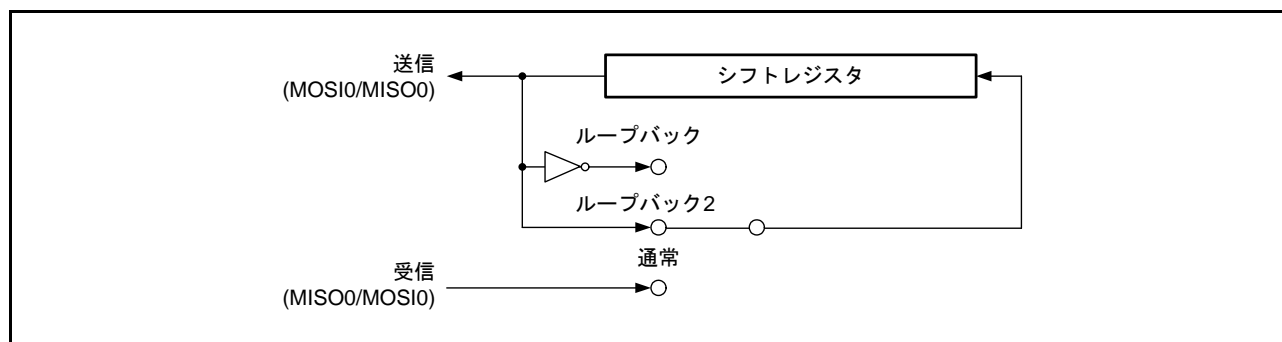 送信
(MOSI0/MISO0)
シフトレジスタ
ループバック
ループバック2
通常
受信
(MISO0/MOSI0)